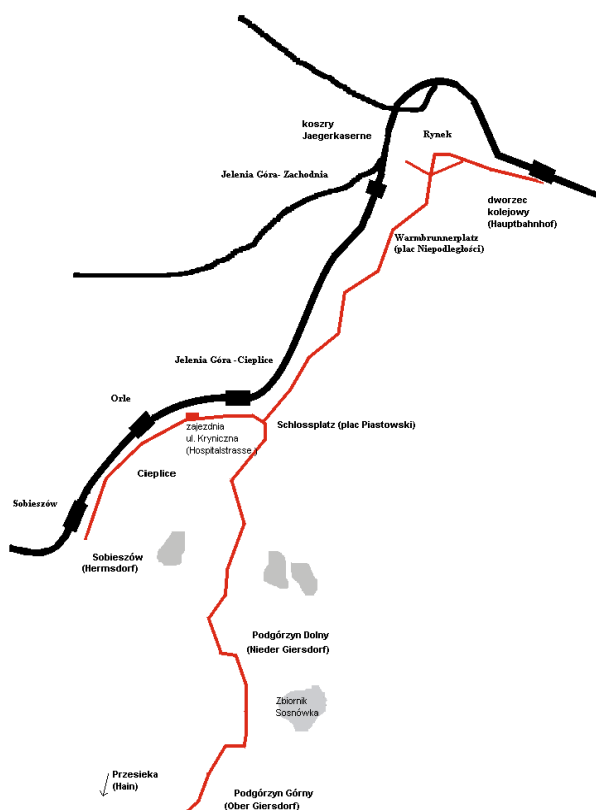 koszry
Jaegerkaserne
Rynek
Jelenia Góra- Zachodnia
dworzec
kolejowy
(Hauptbahnhof)
Warmbrunnerplatz
(plac Niepodległości)
Jelenia Góra -Cieplice
Orle
Schlossplatz (plac Piastowski)
zajezdnia
ul. Kryniczna
(Hospitalstrasse,)
Cieplice
Sobieszów
Sobieszów
(Hermsdorf)
Podgórzyn Dolny
(Nieder Giersdorf)
Zbiornik
Sosnówka
Przesieka
(Hain)
Podgórzyn Górny
(Ober Giersdorf)